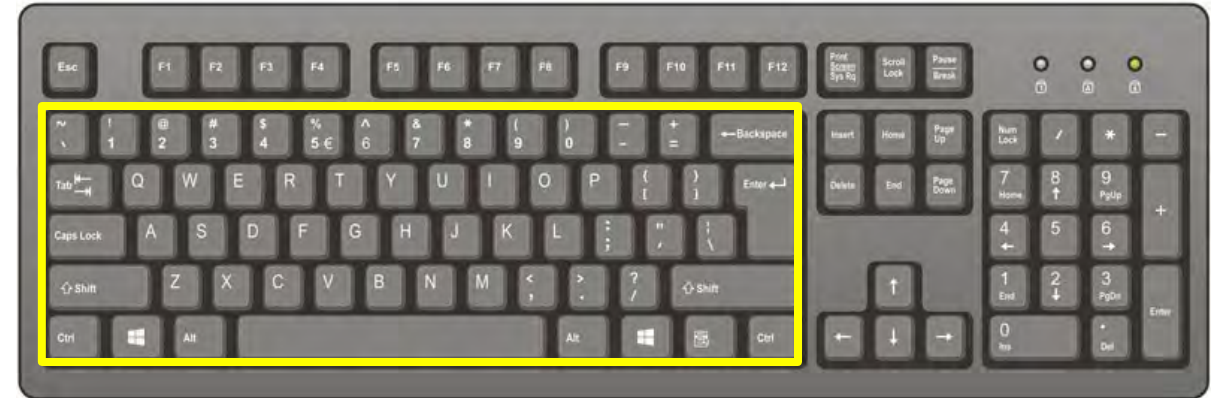 Esc F1 F2 F3 F4 F5 F6 F7 F8 F9 F10 F11 F12 Print Screen Sys Rq Scroll Lock Pause Break
~ ` ! 1 @ 2 # 3 $ 4 % 5 € ^ 6 & 7 * 8 ( 9 ) 0 — - + = ←Backspace Insert Home Page Up Num Lock / * −
Tab Q W E R T Y U I O P { [ } ] Enter Delete End Page Down 7 Home 8 ↑ 9 PgUp +
Caps Lock A S D F G H J K L : ; " ' ¦ \ 4 ← 5 6 →
⇧ Shift Z X C V B N M < , > . ? / ⇧ Shift ↑ 1 End 2 ↓ 3 PgDn Enter
Ctrl Alt Alt Ctrl ← ↓ → 0 Ins . Del